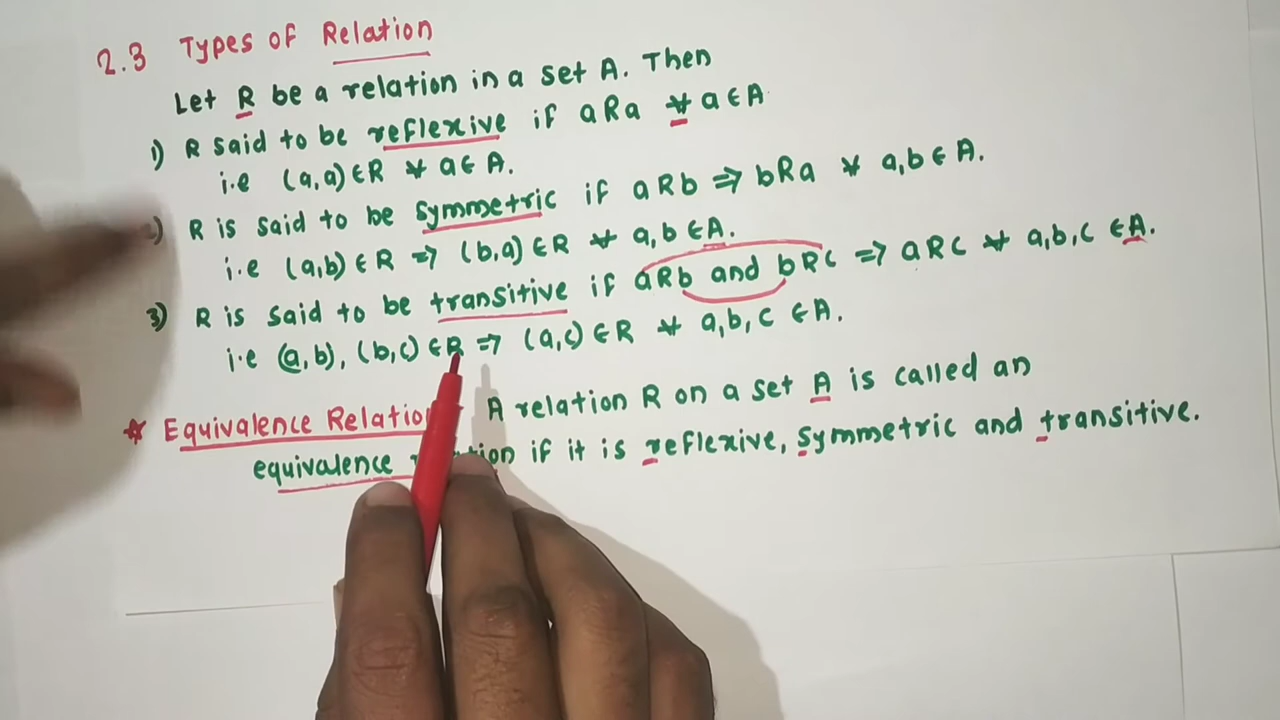 2.3 Types of Relation
Let R be a relation in a set A. Then
1) R said to be reflexive if aRa ∀ a∈A
i.e (a,a)∈R ∀ a∈A.
2) R is said to be symmetric if aRb ⇒ bRa ∀ a,b∈A.
i.e (a,b)∈R ⇒ (b,a)∈R ∀ a,b∈A.
3) R is said to be transitive if aRb and bRc ⇒ aRc ∀ a,b,c ∈A.
i.e (a,b), (b,c)∈R ⇒ (a,c)∈R ∀ a,b,c ∈A.
* Equivalence Relation A relation R on a set A is called an
equivalence relation if it is reflexive, symmetric and transitive.